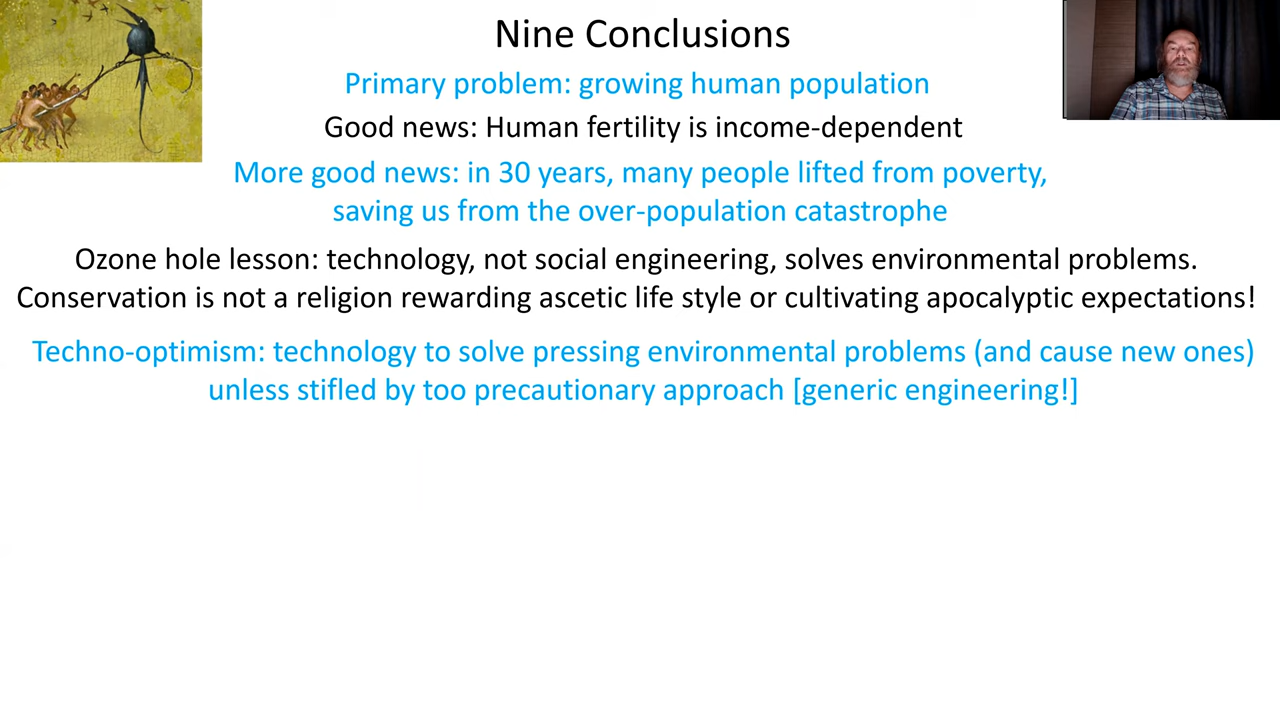 Nine Conclusions
Primary problem: growing human population
Good news: Human fertility is income-dependent
More good news: in 30 years, many people lifted from poverty,
saving us from the over-population catastrophe
Ozone hole lesson: technology, not social engineering, solves environmental problems.
Conservation is not a religion rewarding ascetic life style or cultivating apocalyptic expectations!
Techno-optimism: technology to solve pressing environmental problems (and cause new ones)
unless stifled by too precautionary approach [generic engineering!]